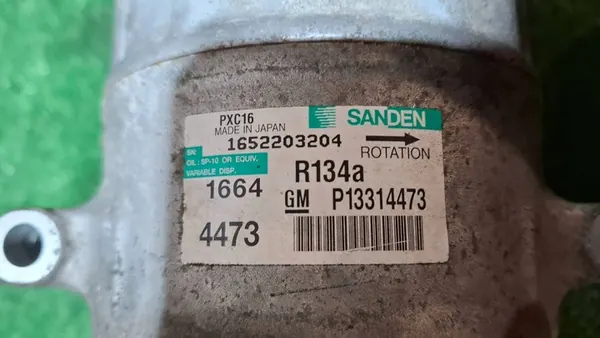 PXC16
MADE IN JAPAN
SANDEN
SN:
1652203204
ROTATION
OIL: SP-10 OR EQUIV.
VARIABLE DISP.
1664
R134a
GM P13314473
4473